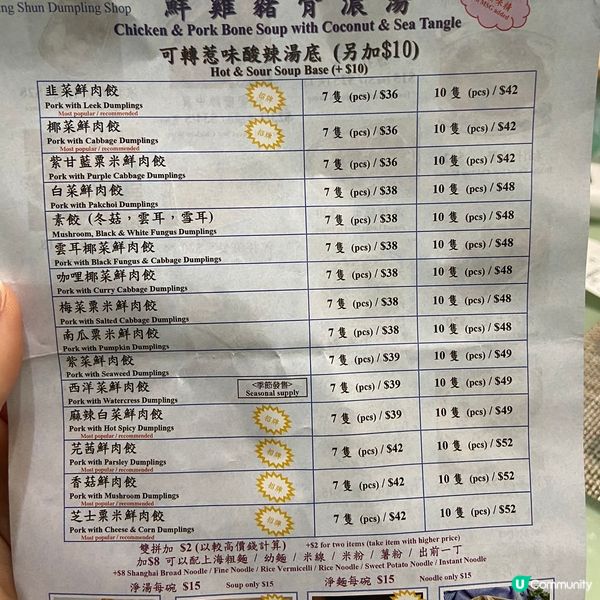 ng Shun Dumpling Shop
鮮雞豬骨濃湯
Chicken & Pork Bone Soup with Coconut & Sea Tangle
可轉惹味酸辣湯底 (另加$10)
Hot & Sour Soup Base (+ $10)
韭菜鮮肉餃 招牌 7 隻 (pcs) / $36 10 隻 (pcs) / $42
Pork with Leek Dumplings
Most popular / recommended
椰菜鮮肉餃 招牌 7 隻 (pcs) / $36 10 隻 (pcs) / $42
Pork with Cabbage Dumplings
Most popular / recommended
紫甘藍粟米鮮肉餃 7 隻 (pcs) / $36 10 隻 (pcs) / $42
Pork with Purple Cabbage Dumplings
白菜鮮肉餃 7 隻 (pcs) / $38 10 隻 (pcs) / $48
Pork with Pakchoi Dumplings
素餃 (冬菇，雲耳，雪耳) 7 隻 (pcs) / $38 10 隻 (pcs) / $48
Mushroom, Black & White Fungus Dumplings
雲耳椰菜鮮肉餃 7 隻 (pcs) / $38 10 隻 (pcs) / $48
Pork with Black Fungus & Cabbage Dumplings
咖哩椰菜鮮肉餃 7 隻 (pcs) / $38 10 隻 (pcs) / $48
Pork with Curry Cabbage Dumplings
梅菜粟米鮮肉餃 7 隻 (pcs) / $38 10 隻 (pcs) / $48
Pork with Salted Cabbage Dumplings
南瓜粟米鮮肉餃 7 隻 (pcs) / $38 10 隻 (pcs) / $48
Pork with Pumpkin Dumplings
紫菜鮮肉餃 7 隻 (pcs) / $39 10 隻 (pcs) / $49
Pork with Seaweed Dumplings
西洋菜鮮肉餃 <季節發售> 7 隻 (pcs) / $39 10 隻 (pcs) / $49
Pork with Watercress Dumplings Seasonal supply
麻辣白菜鮮肉餃 招牌 7 隻 (pcs) / $39 10 隻 (pcs) / $49
Pork with Hot Spicy Dumplings
Most popular / recommended
芫茜鮮肉餃 招牌 7 隻 (pcs) / $42 10 隻 (pcs) / $52
Pork with Parsley Dumplings
Most popular / recommended
香菇鮮肉餃 招牌 7 隻 (pcs) / $42 10 隻 (pcs) / $52
Pork with Mushroom Dumplings
Most popular / recommended
芝士粟米鮮肉餃 招牌 7 隻 (pcs) / $42 10 隻 (pcs) / $52
Pork with Cheese & Corn Dumplings
Most popular / recommended
雙拼加 $2 (以較高價錢計算) +$2 for two items (take item with higher price)
加$8 可以配上海粗麵 / 幼麵 / 米線 / 米粉 / 薯粉 / 出前一丁
+$8 Shanghai Broad Noodle / Fine Noodle / Rice Vermicelli / Rice Noodle / Sweet Potato Noodle / Instant Noodle
淨湯每碗 $15 Soup only $15 淨麵每碗 $15 Noodle only $15
U Community